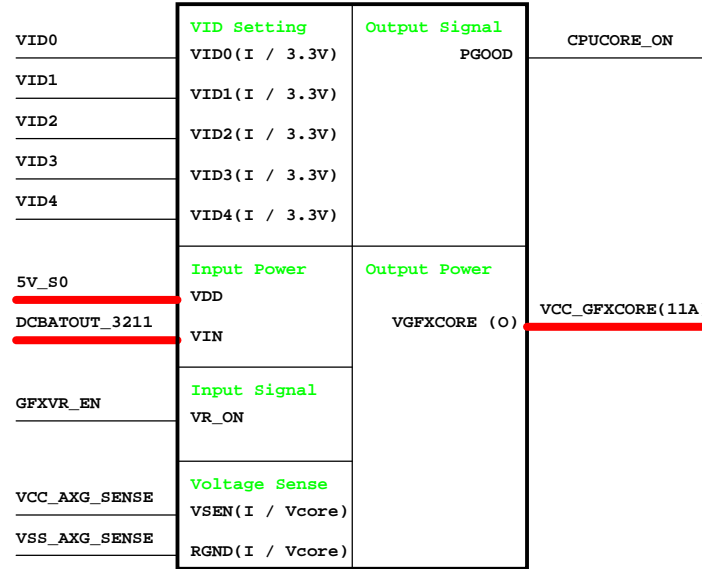 VID0
VID1
VID2
VID3
VID4
5V_S0
DCBATOUT_3211
GFXVR_EN
VCC_AXG_SENSE
VSS_AXG_SENSE
VID Setting
VID0(I / 3.3V)
VID1(I / 3.3V)
VID2(I / 3.3V)
VID3(I / 3.3V)
VID4(I / 3.3V)
Input Power
VDD
VIN
Input Signal
VR_ON
Voltage Sense
VSEN(I / Vcore)
RGND(I / Vcore)
Output Signal
PGOOD
Output Power
VGFXCORE (O)
CPUCORE_ON
VCC_GFXCORE(11A